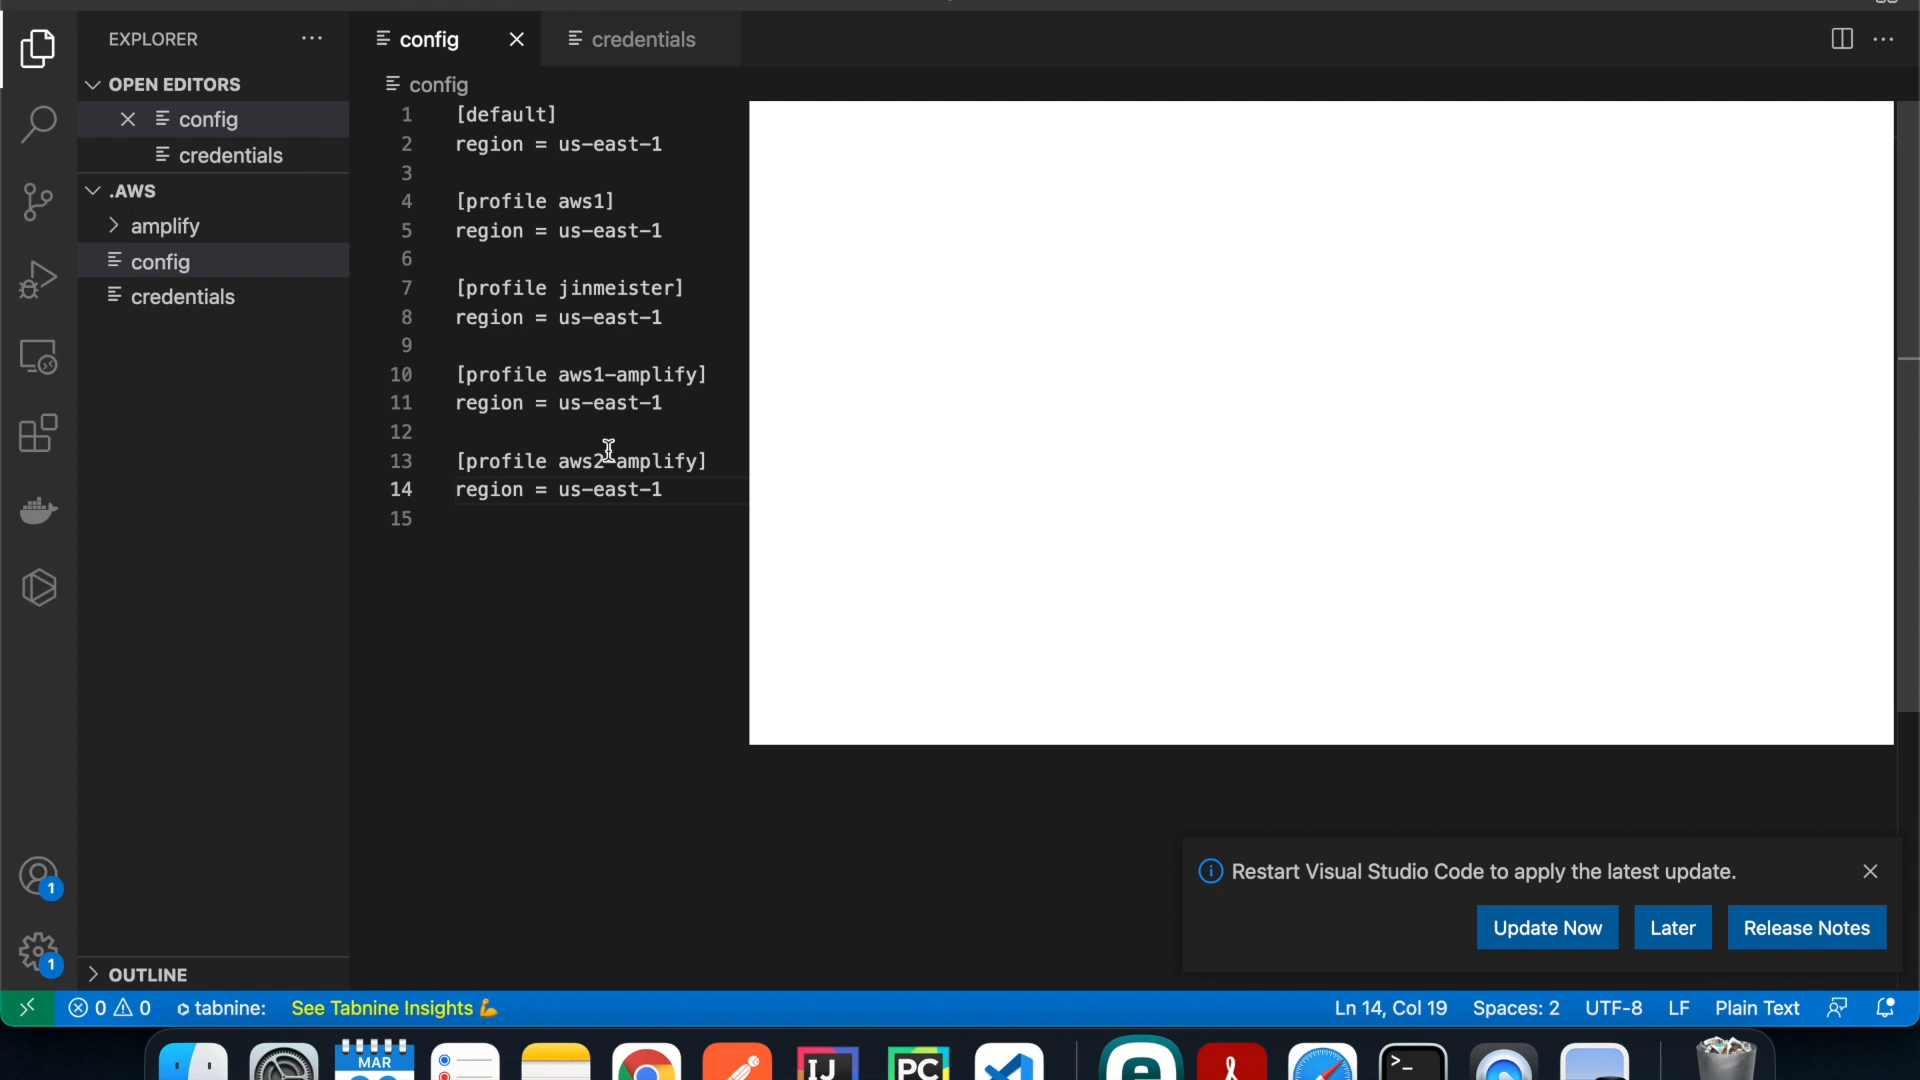 EXPLORER
OPEN EDITORS
config
credentials
.AWS
amplify
config
credentials
OUTLINE
config
credentials
config
1 [default]
2 region = us-east-1
3
4 [profile aws1]
5 region = us-east-1
6
7 [profile jinmeister]
8 region = us-east-1
9
10 [profile aws1-amplify]
11 region = us-east-1
12
13 [profile aws2-amplify]
14 region = us-east-1
15
Restart Visual Studio Code to apply the latest update.
Update Now
Later
Release Notes
1
1
0 0 tabnine: See Tabnine Insights Ln 14, Col 19 Spaces: 2 UTF-8 LF Plain Text
MAR
IJ
PC